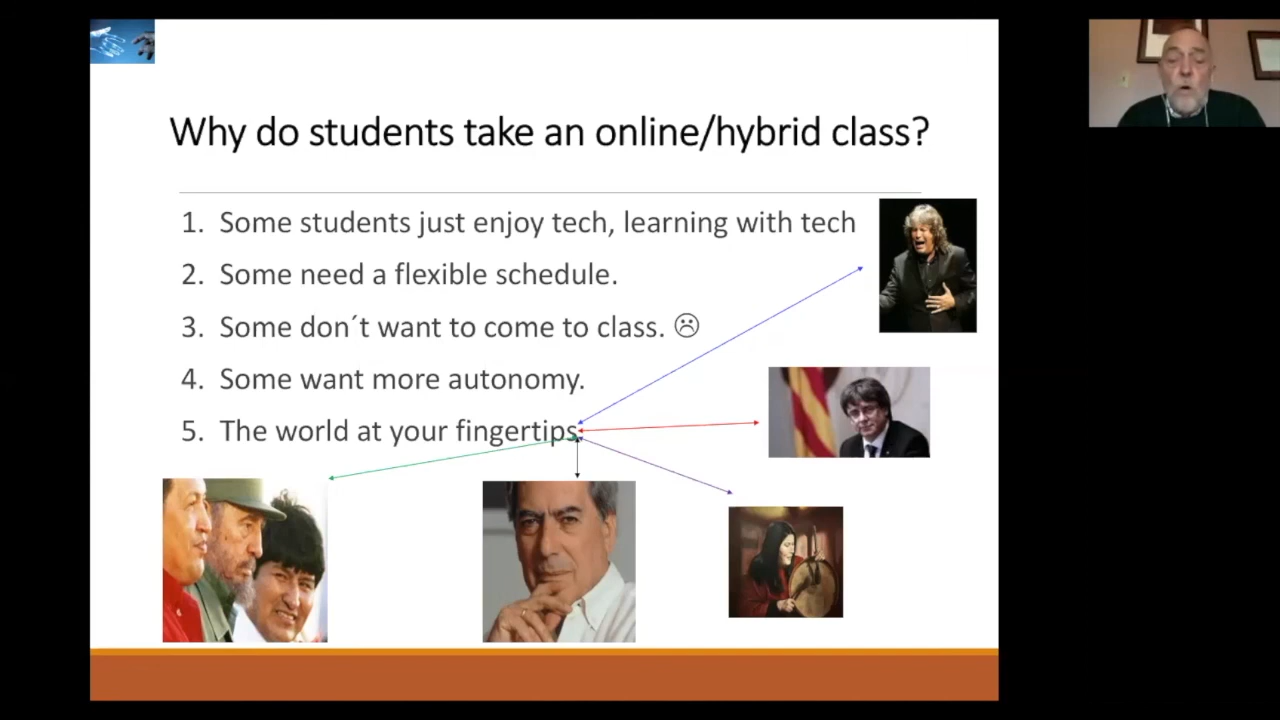 Why do students take an online/hybrid class?
1. Some students just enjoy tech, learning with tech
2. Some need a flexible schedule.
3. Some don´t want to come to class. ☹
4. Some want more autonomy.
5. The world at your fingertips.